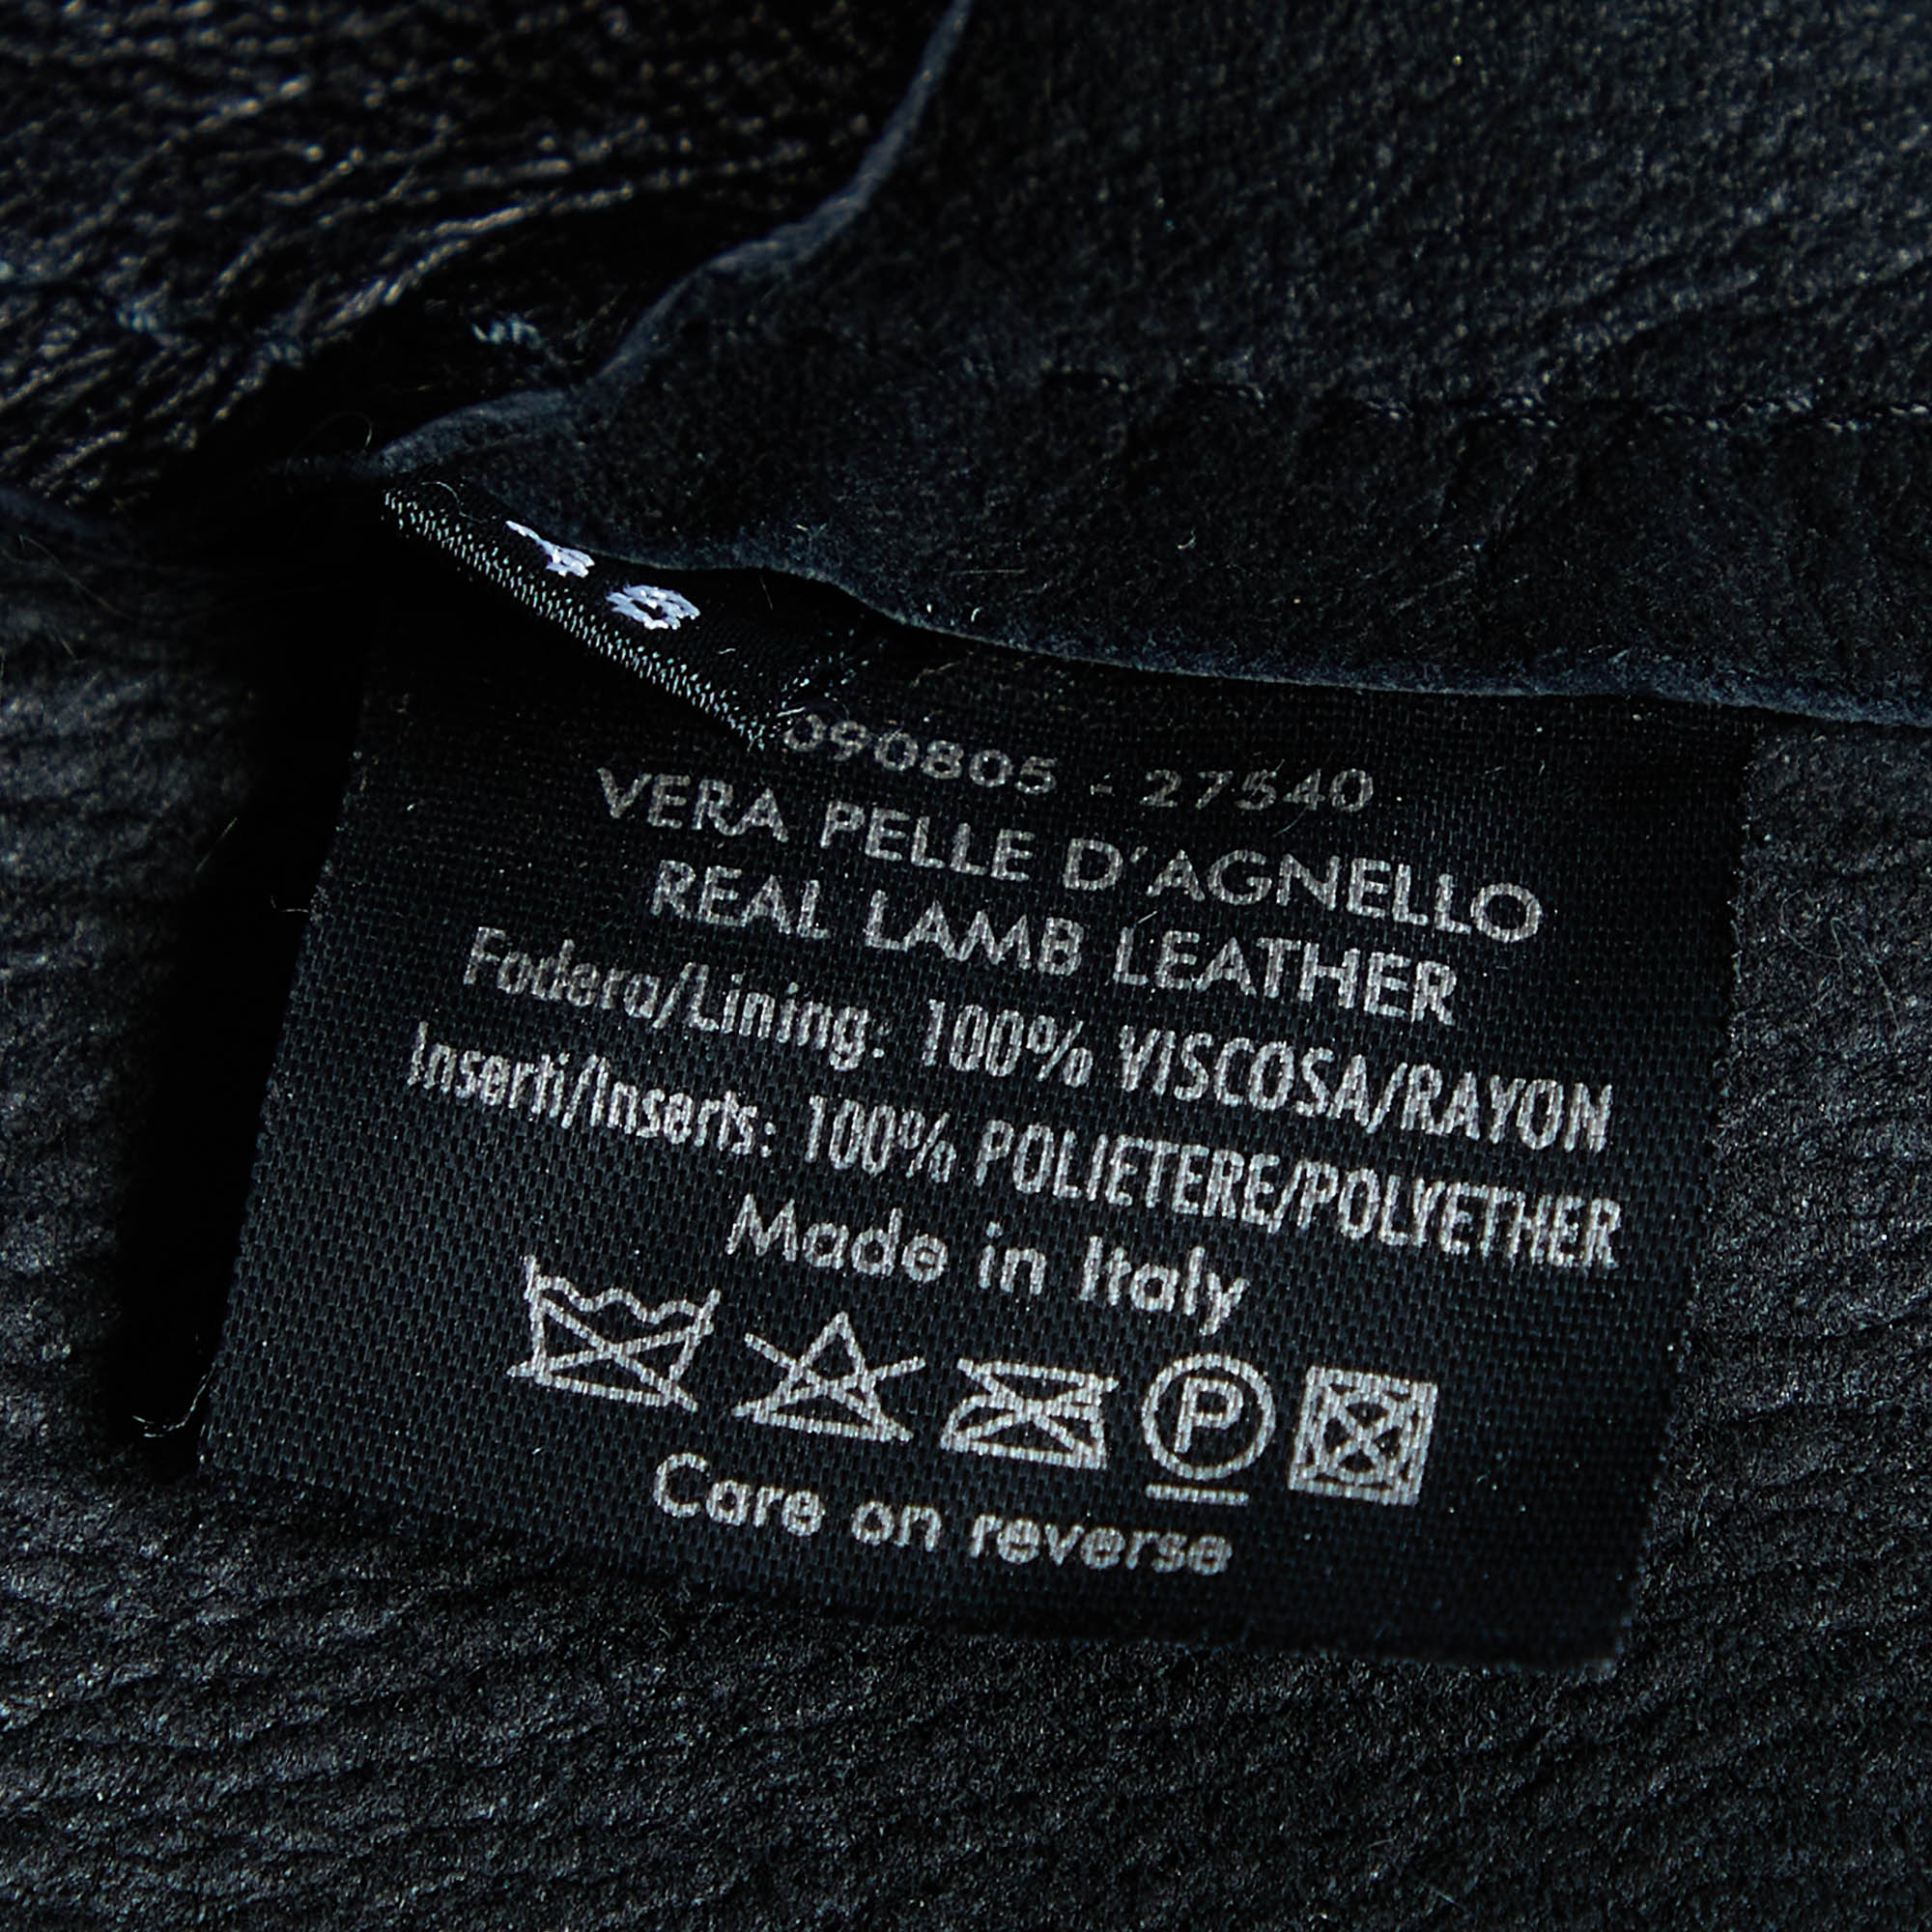 090805 - 27540
VERA PELLE D'AGNELLO
REAL LAMB LEATHER
Fodera/Lining: 100% VISCOSA/RAYON
Inserti/Inserts: 100% POLIETERE/POLYETHER
Made in Italy
P
Care on reverse